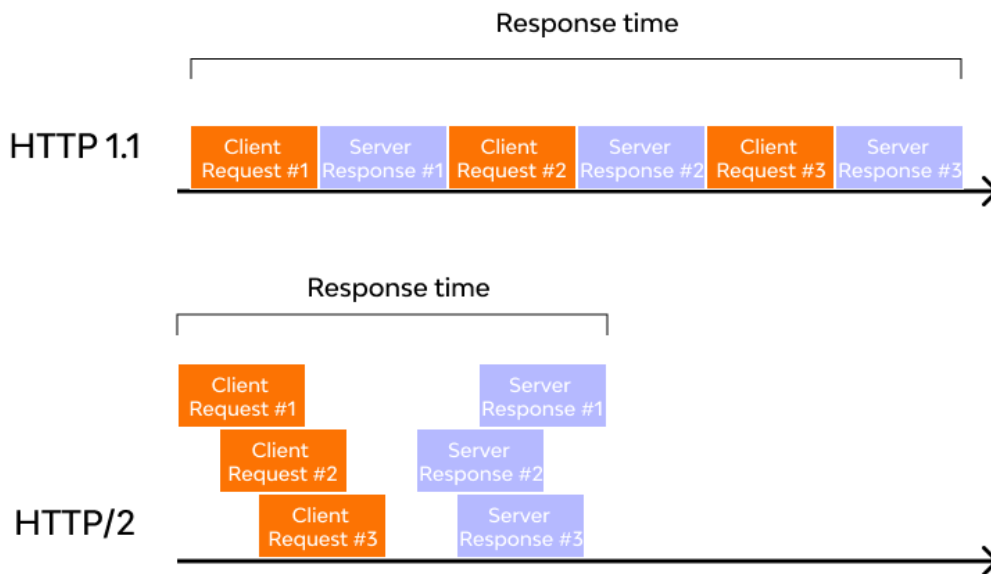 Response time
HTTP 1.1
Client
Request #1
Server
Response #1
Client
Request #2
Server
Response #2
Client
Request #3
Server
Response #3
Response time
Client
Request #1
Server
Response #1
Client
Request #2
Server
Response #2
HTTP/2
Client
Request #3
Server
Response #3